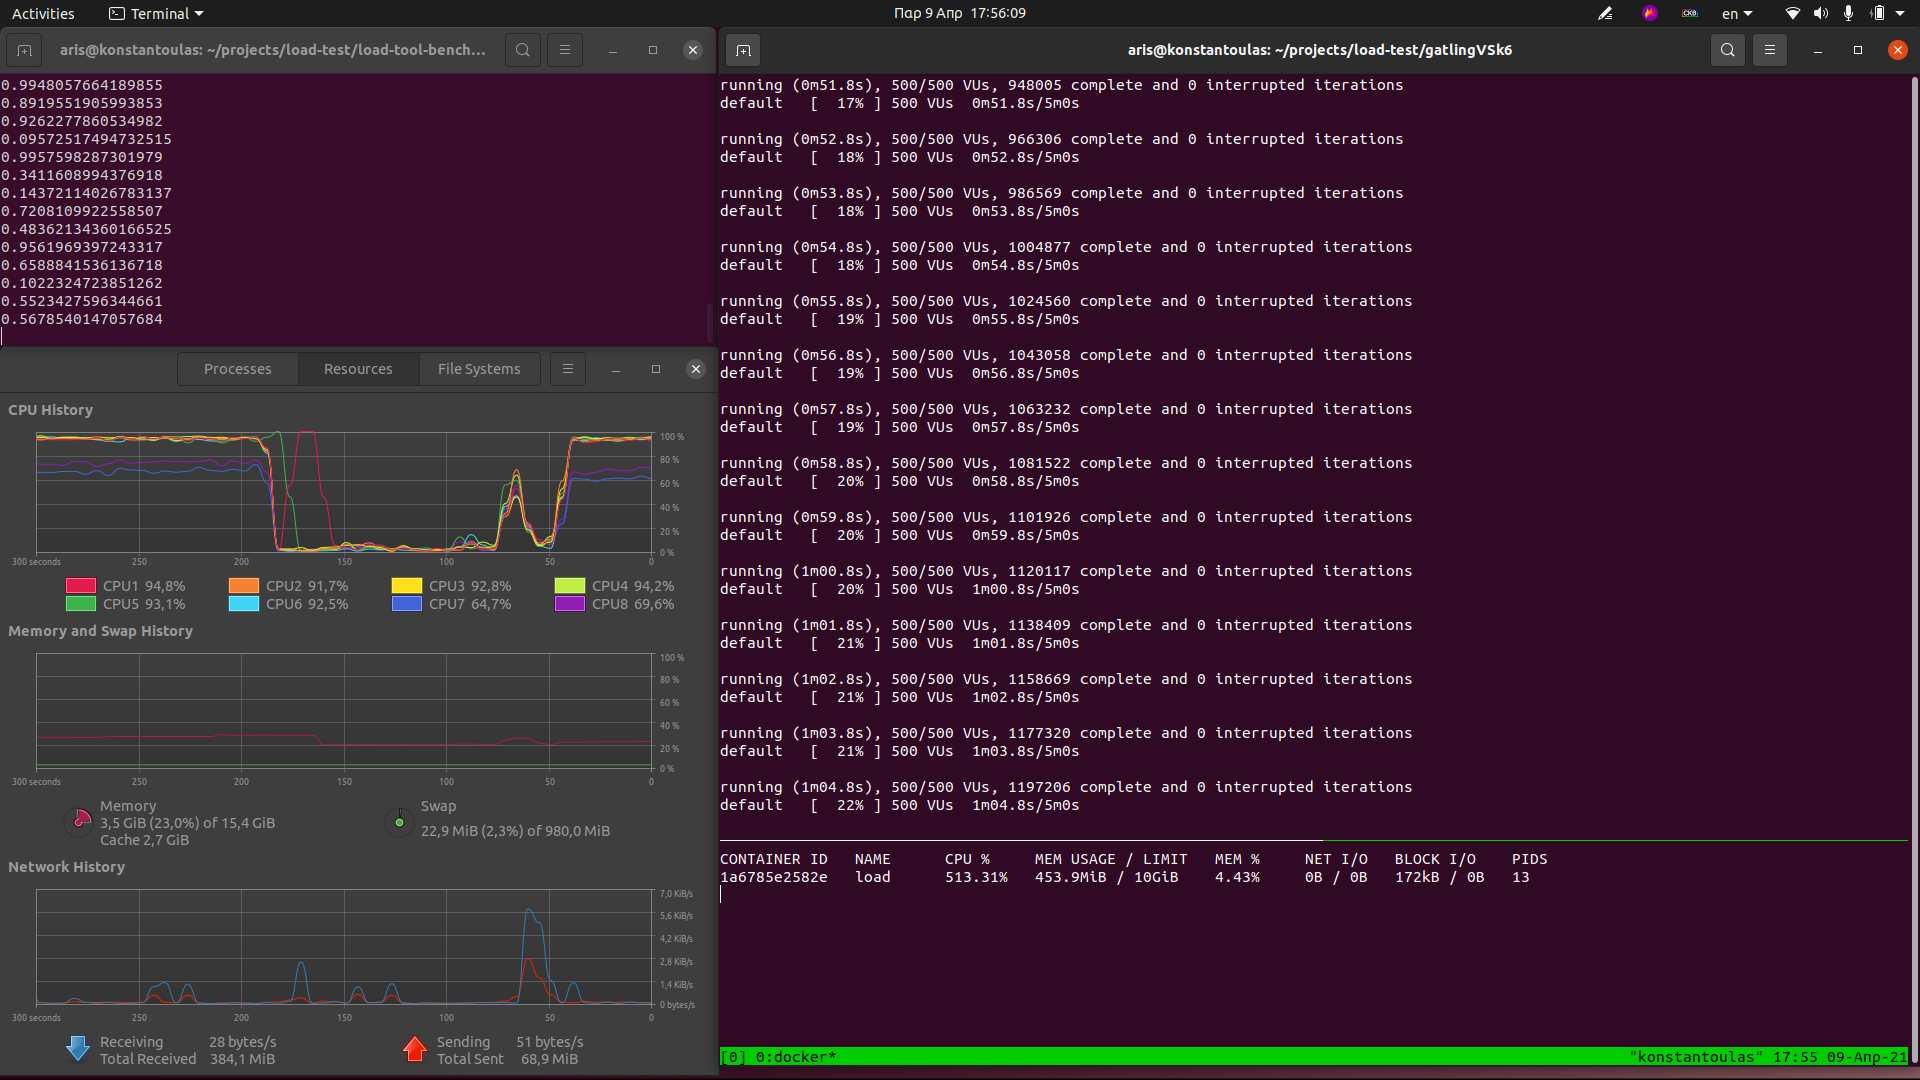 Activities
Terminal
Παρ 9 Απρ 17:56:09
en
aris@konstantoulas: ~/projects/load-test/load-tool-bench...
0.9948057664189855
0.8919551905993853
0.9262277860534982
0.095725174947325​15
0.9957598287301979
0.3411608994376918
0.14372114026783137
0.7208109922558507
0.48362134360166525
0.9561969397243317
0.6588841536136718
0.1022324723851262
0.5523427596344661
0.5678540147057684
Processes
Resources
File Systems
CPU History
100 %
80 %
60 %
40 %
20 %
0 %
300 seconds 250 200 150 100 50 0
CPU1 94,8% CPU2 91,7% CPU3 92,8% CPU4 94,2%
CPU5 93,1% CPU6 92,5% CPU7 64,7% CPU8 69,6%
Memory and Swap History
100 %
80 %
60 %
40 %
20 %
0 %
300 seconds 250 200 150 100 50 0
Memory
3,5 GiB (23,0%) of 15,4 GiB
Cache 2,7 GiB
Swap
22,9 MiB (2,3%) of 980,0 MiB
Network History
7,0 KiB/s
5,6 KiB/s
4,2 KiB/s
2,8 KiB/s
1,4 KiB/s
0 bytes/s
300 seconds 250 200 150 100 50 0
Receiving 28 bytes/s
Total Received 384,1 MiB
Sending 51 bytes/s
Total Sent 68,9 MiB
aris@konstantoulas: ~/projects/load-test/gatlingVSk6
running (0m51.8s), 500/500 VUs, 948005 complete and 0 interrupted iterations
default [ 17% ] 500 VUs 0m51.8s/5m0s
running (0m52.8s), 500/500 VUs, 966306 complete and 0 interrupted iterations
default [ 18% ] 500 VUs 0m52.8s/5m0s
running (0m53.8s), 500/500 VUs, 986569 complete and 0 interrupted iterations
default [ 18% ] 500 VUs 0m53.8s/5m0s
running (0m54.8s), 500/500 VUs, 1004877 complete and 0 interrupted iterations
default [ 18% ] 500 VUs 0m54.8s/5m0s
running (0m55.8s), 500/500 VUs, 1024560 complete and 0 interrupted iterations
default [ 19% ] 500 VUs 0m55.8s/5m0s
running (0m56.8s), 500/500 VUs, 1043058 complete and 0 interrupted iterations
default [ 19% ] 500 VUs 0m56.8s/5m0s
running (0m57.8s), 500/500 VUs, 1063232 complete and 0 interrupted iterations
default [ 19% ] 500 VUs 0m57.8s/5m0s
running (0m58.8s), 500/500 VUs, 1081522 complete and 0 interrupted iterations
default [ 20% ] 500 VUs 0m58.8s/5m0s
running (0m59.8s), 500/500 VUs, 1101926 complete and 0 interrupted iterations
default [ 20% ] 500 VUs 0m59.8s/5m0s
running (1m00.8s), 500/500 VUs, 1120117 complete and 0 interrupted iterations
default [ 20% ] 500 VUs 1m00.8s/5m0s
running (1m01.8s), 500/500 VUs, 1138409 complete and 0 interrupted iterations
default [ 21% ] 500 VUs 1m01.8s/5m0s
running (1m02.8s), 500/500 VUs, 1158669 complete and 0 interrupted iterations
default [ 21% ] 500 VUs 1m02.8s/5m0s
running (1m03.8s), 500/500 VUs, 1177320 complete and 0 interrupted iterations
default [ 21% ] 500 VUs 1m03.8s/5m0s
running (1m04.8s), 500/500 VUs, 1197206 complete and 0 interrupted iterations
default [ 22% ] 500 VUs 1m04.8s/5m0s
CONTAINER ID NAME CPU % MEM USAGE / LIMIT MEM % NET I/O BLOCK I/O PIDS
1a6785e2582e load 513.31% 453.9MiB / 10GiB 4.43% 0B / 0B 172kB / 0B 13
[0] 0:docker* "konstantoulas" 17:55 09-Απρ-21